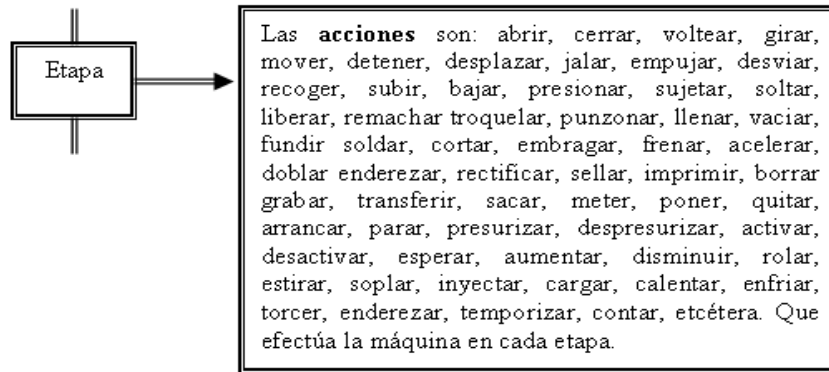 Etapa
Las acciones son: abrir, cerrar, voltear, girar,
mover, detener, desplazar, jalar, empujar, desviar,
recoger, subir, bajar, presionar, sujetar, soltar,
liberar, remachar troquelar, punzonar, llenar, vaciar,
fundir soldar, cortar, embragar, frenar, acelerar,
doblar enderezar, rectificar, sellar, imprimir, borrar
grabar, transferir, sacar, meter, poner, quitar,
arrancar, parar, presurizar, despresurizar, activar,
desactivar, esperar, aumentar, disminuir, rolar,
estirar, soplar, inyectar, cargar, calentar, enfriar,
torcer, enderezar, temporizar, contar, etcétera. Que
efectúa la máquina en cada etapa.